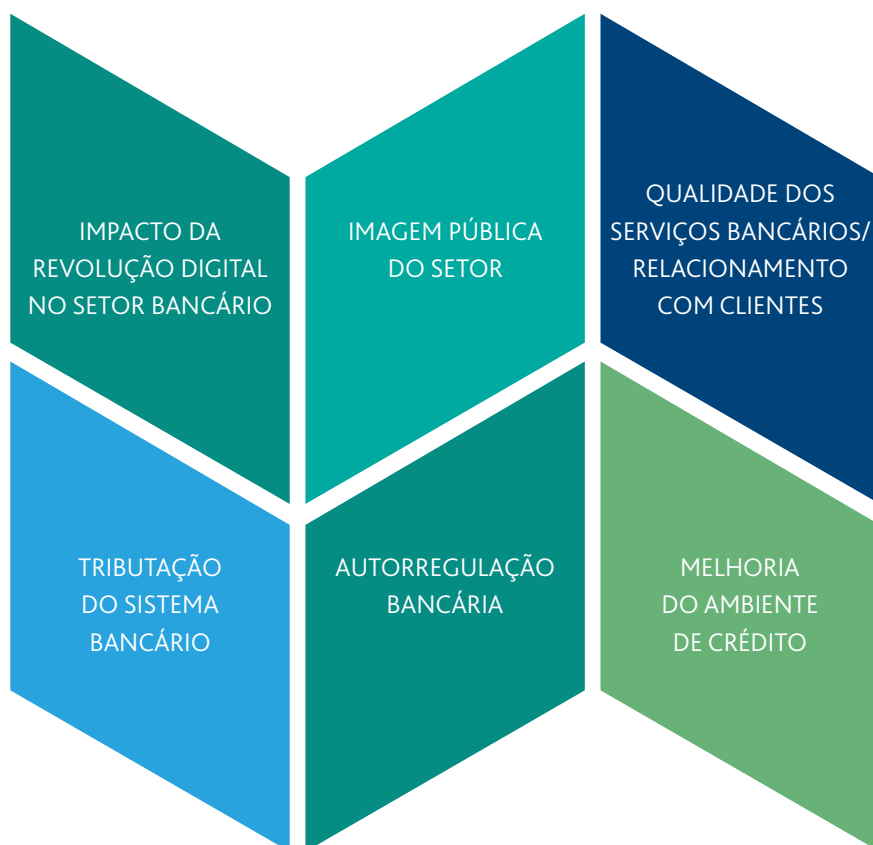 IMPACTO DA
REVOLUÇÃO DIGITAL
NO SETOR BANCÁRIO
IMAGEM PÚBLICA
DO SETOR
QUALIDADE DOS
SERVIÇOS BANCÁRIOS/
RELACIONAMENTO
COM CLIENTES
TRIBUTAÇÃO
DO SISTEMA
BANCÁRIO
AUTORREGULAÇÃO
BANCÁRIA
MELHORIA
DO AMBIENTE
DE CRÉDITO